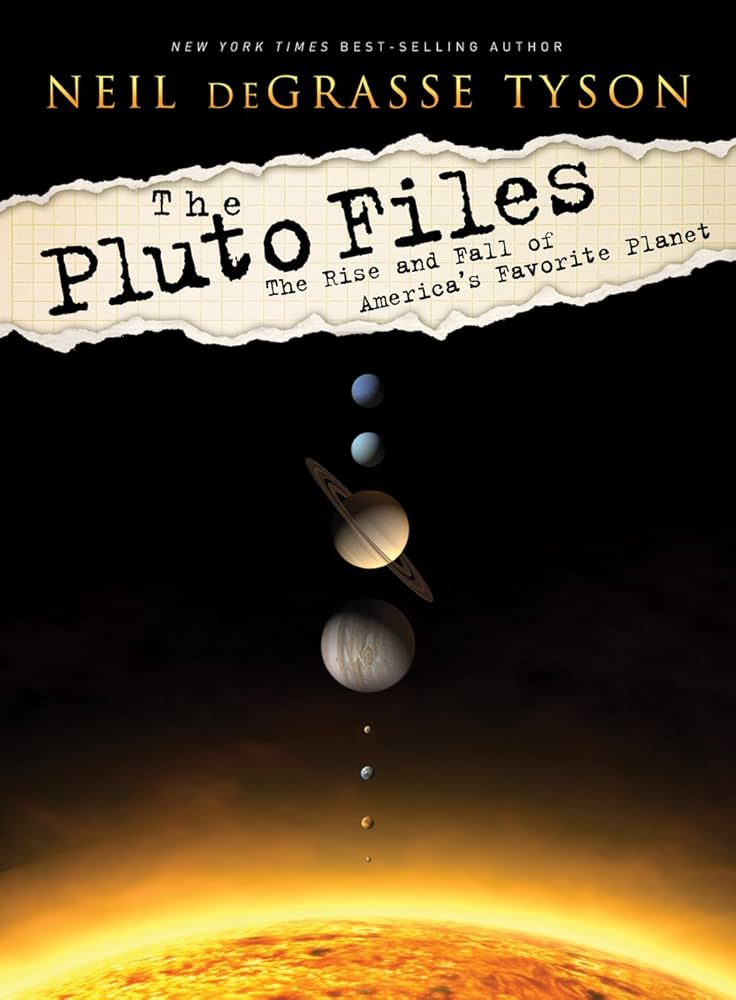 NEW YORK TIMES BEST-SELLING AUTHOR
NEIL DEGRASSE TYSON
The
Pluto Files
The Rise and Fall of
America's Favorite Planet